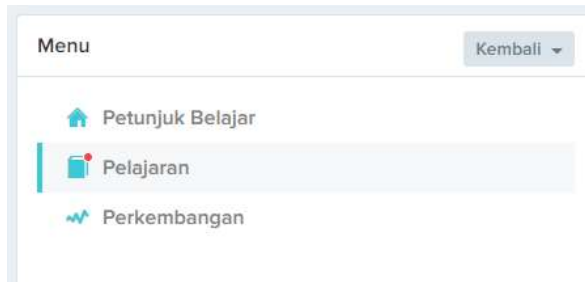 Menu
Kembali
Petunjuk Belajar
Pelajaran
Perkembangan